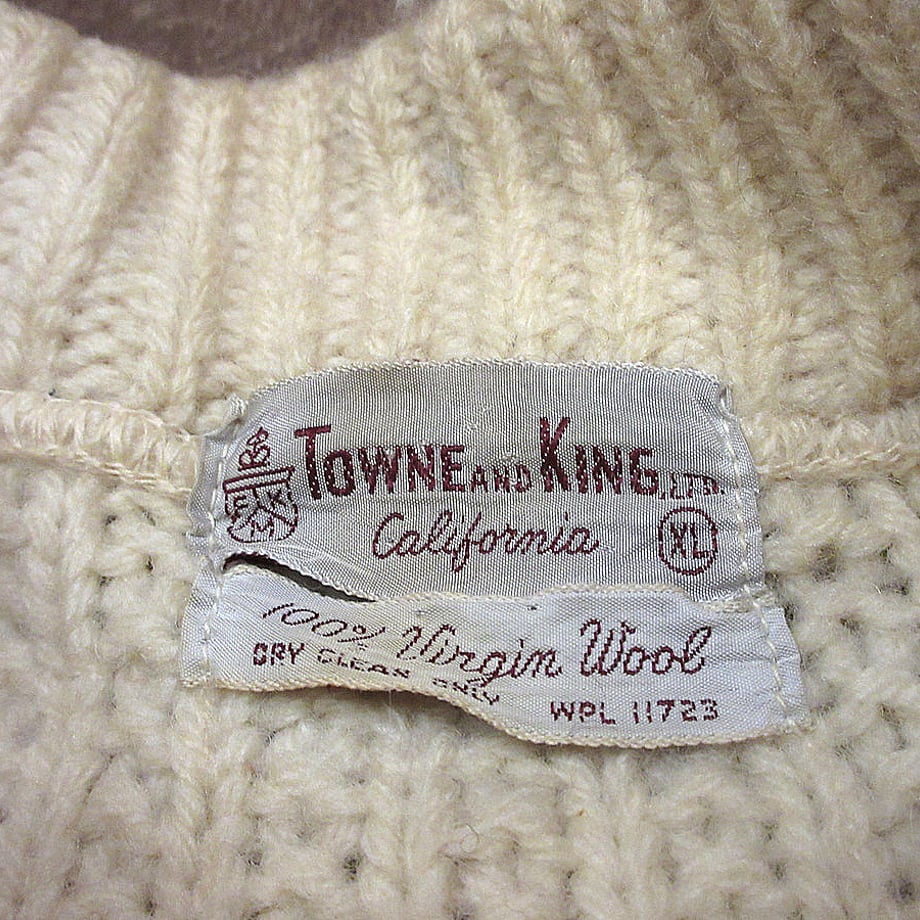 TOWNE AND KING, LTD.
California XL
100% Virgin Wool
DRY CLEAN ONLY
WPL 11723